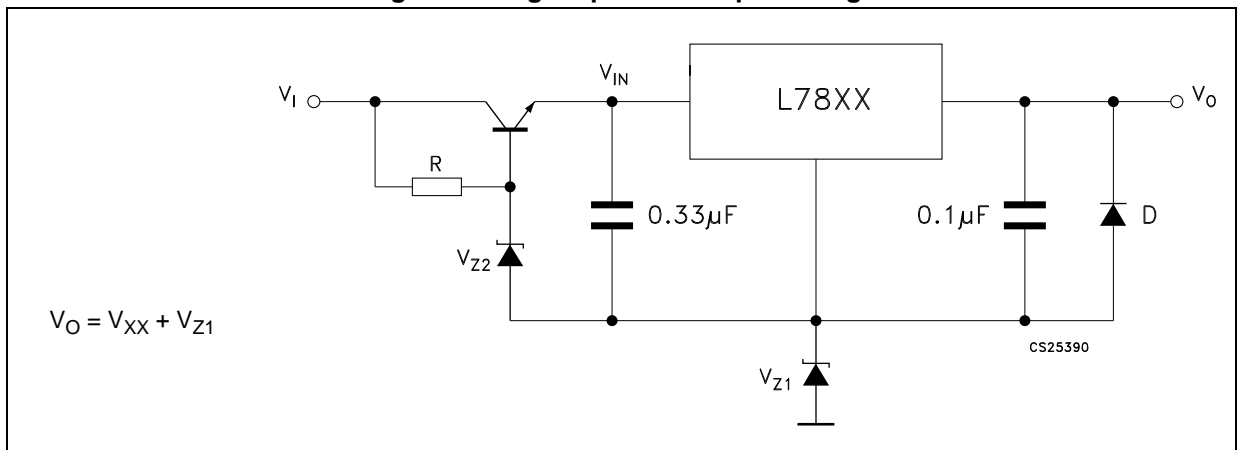 V_I
V_IN
L78XX
V_O
R
0.33µF
0.1µF
D
V_Z2
V_O = V_XX + V_Z1
CS25390
V_Z1